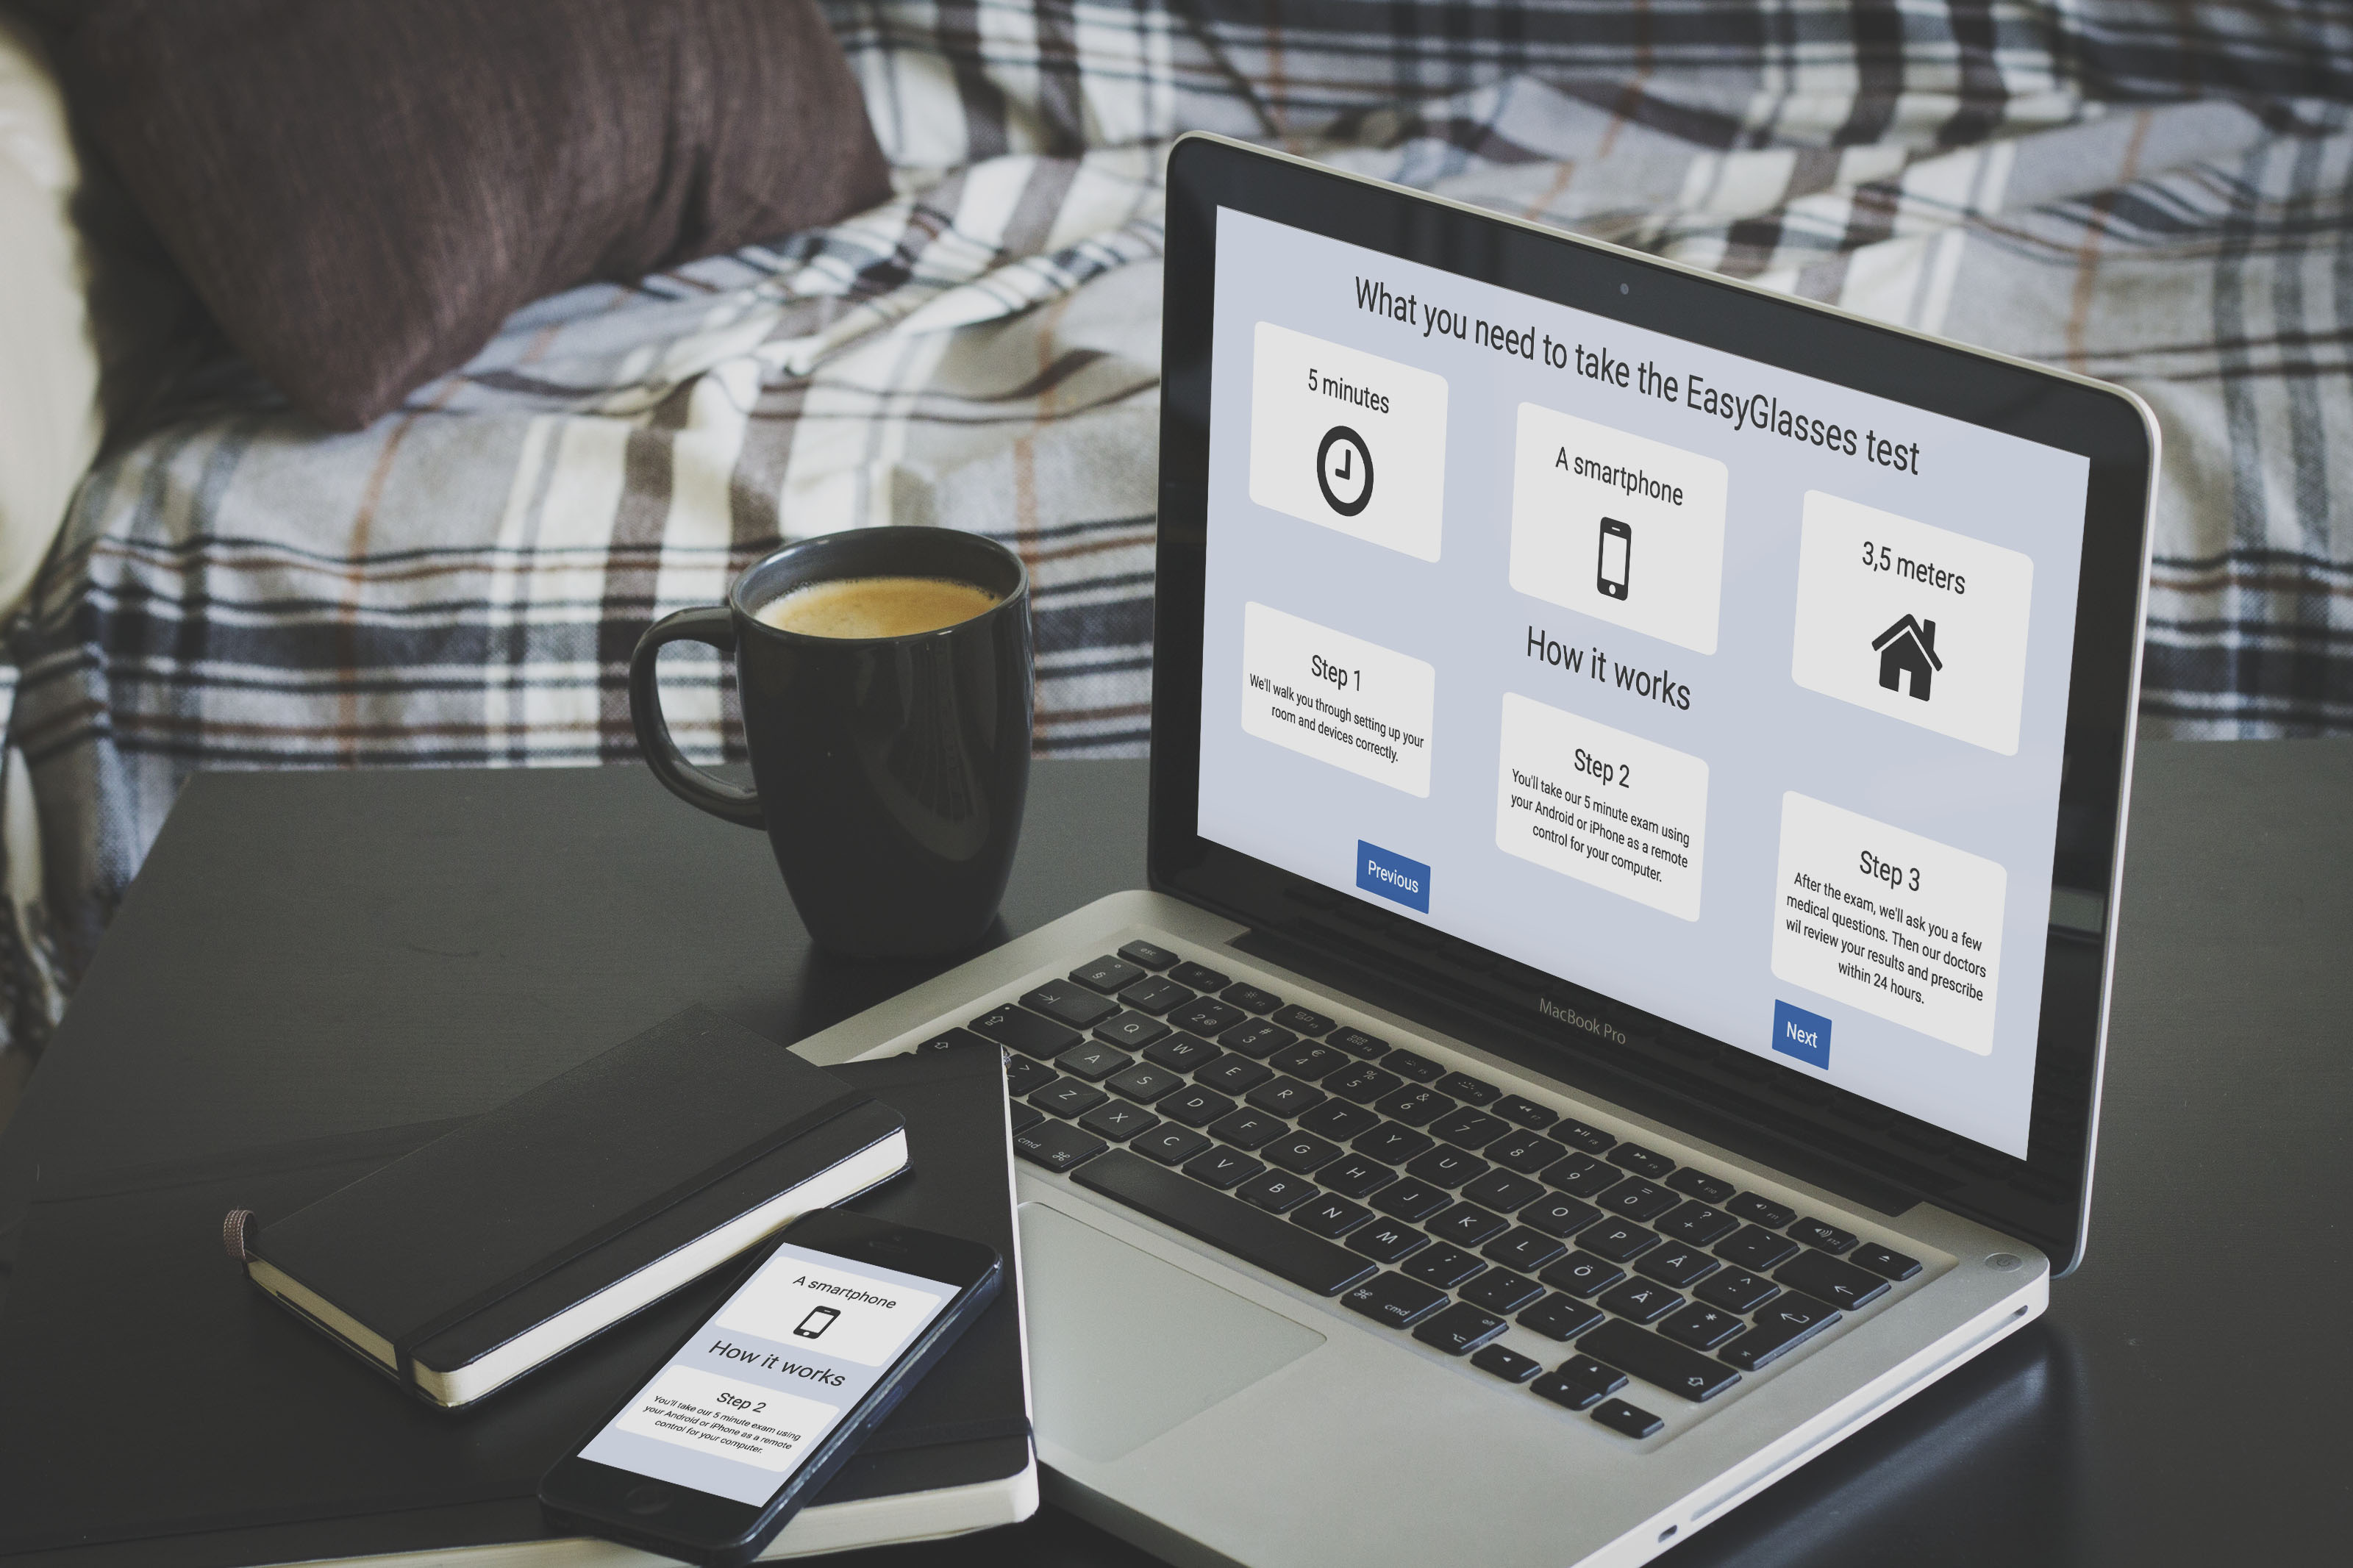 What you need to take the EasyGlasses test
5 minutes
A smartphone
3,5 meters
How it works
Step 1
We'll walk you through setting up your
room and devices correctly.
Step 2
You'll take our 5 minute exam using
your Android or iPhone as a remote
control for your computer.
Step 3
After the exam, we'll ask you a few
medical questions. Then our doctors
wil review your results and prescribe
within 24 hours.
Previous
Next
MacBook Pro
Q W E R T Y U I O P Å
A S D F G H J K L Ö Ä
Z X C V B N M
cmd
cmd
A smartphone
How it works
Step 2
You'll take our 5 minute exam using
your Android or iPhone as a remote
control for your computer.